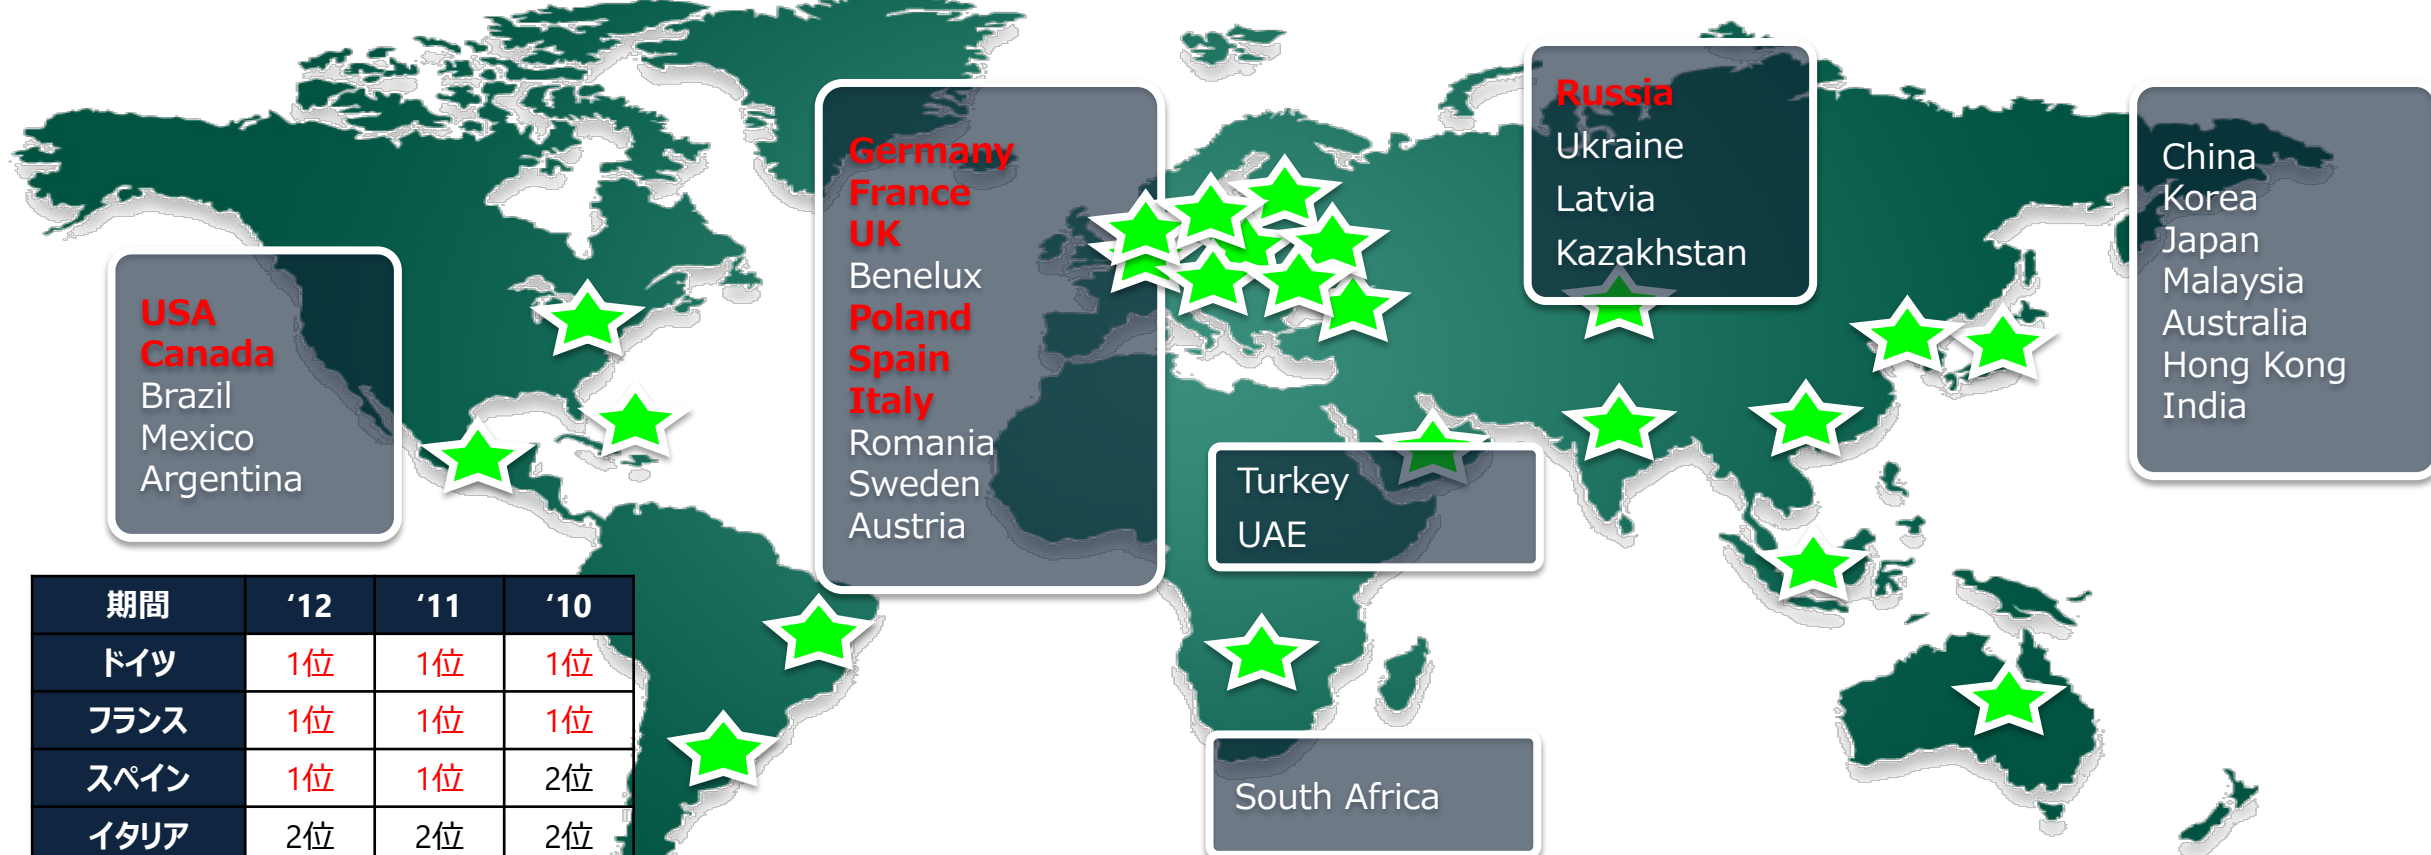 USA
Canada
Brazil
Mexico
Argentina
Germany
France
UK
Benelux
Poland
Spain
Italy
Romania
Sweden
Austria
Russia
Ukraine
Latvia
Kazakhstan
China
Korea
Japan
Malaysia
Australia
Hong Kong
India
Turkey
UAE
South Africa
期間 ‘12 ‘11 ‘10
ドイツ 1位 1位 1位
フランス 1位 1位 1位
スペイン 1位 1位 2位
イタリア 2位 2位 2位